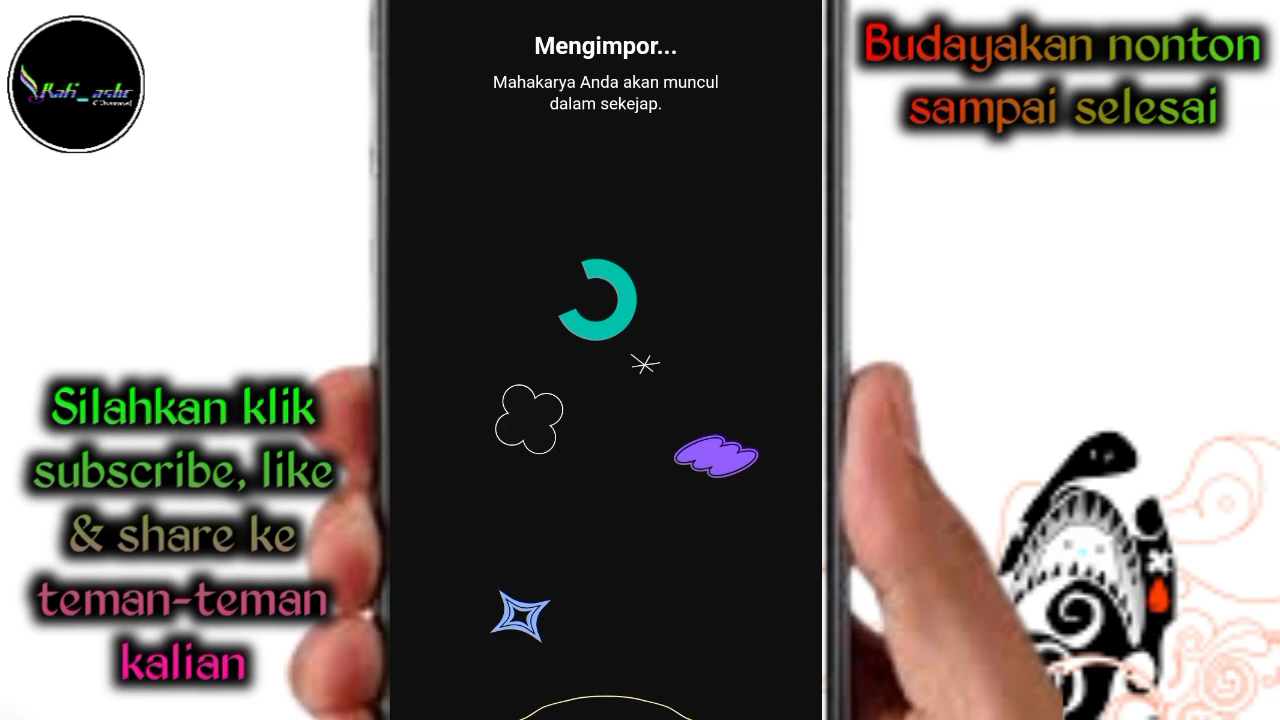 Mengimpor...
Mahakarya Anda akan muncul
dalam sekejap.
Budayakan nonton
sampai selesai
Silahkan klik
subscribe, like
& share ke
teman-teman
kalian